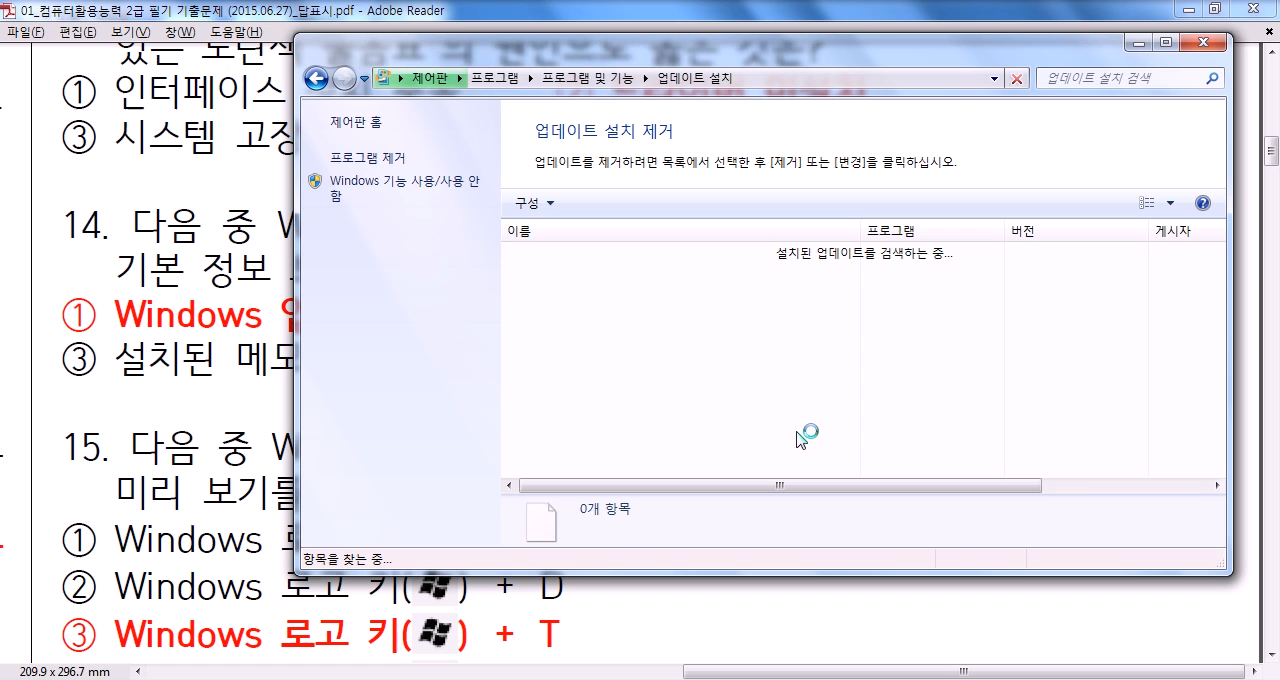 01_컴퓨터활용능력 2급 필기 기출문제 (2015.06.27)_답표시.pdf - Adobe Reader
파일(F) 편집(E) 보기(V) 창(W) 도움말(H)
① 인터페이스
③ 시스템 고장
14. 다음 중 W
기본 정보
① Windows 업
③ 설치된 메모
15. 다음 중 W
미리 보기를
① Windows 로
② Windows 로고 키( ) + D
③ Windows 로고 키( ) + T
209.9 x 296.7 mm
제어판 프로그램 프로그램 및 기능 업데이트 설치
업데이트 설치 검색
제어판 홈
프로그램 제거
Windows 기능 사용/사용 안
함
업데이트 설치 제거
업데이트를 제거하려면 목록에서 선택한 후 [제거] 또는 [변경]을 클릭하십시오.
구성
이름 프로그램 버전 게시자
설치된 업데이트를 검색하는 중...
0개 항목
항목을 찾는 중...